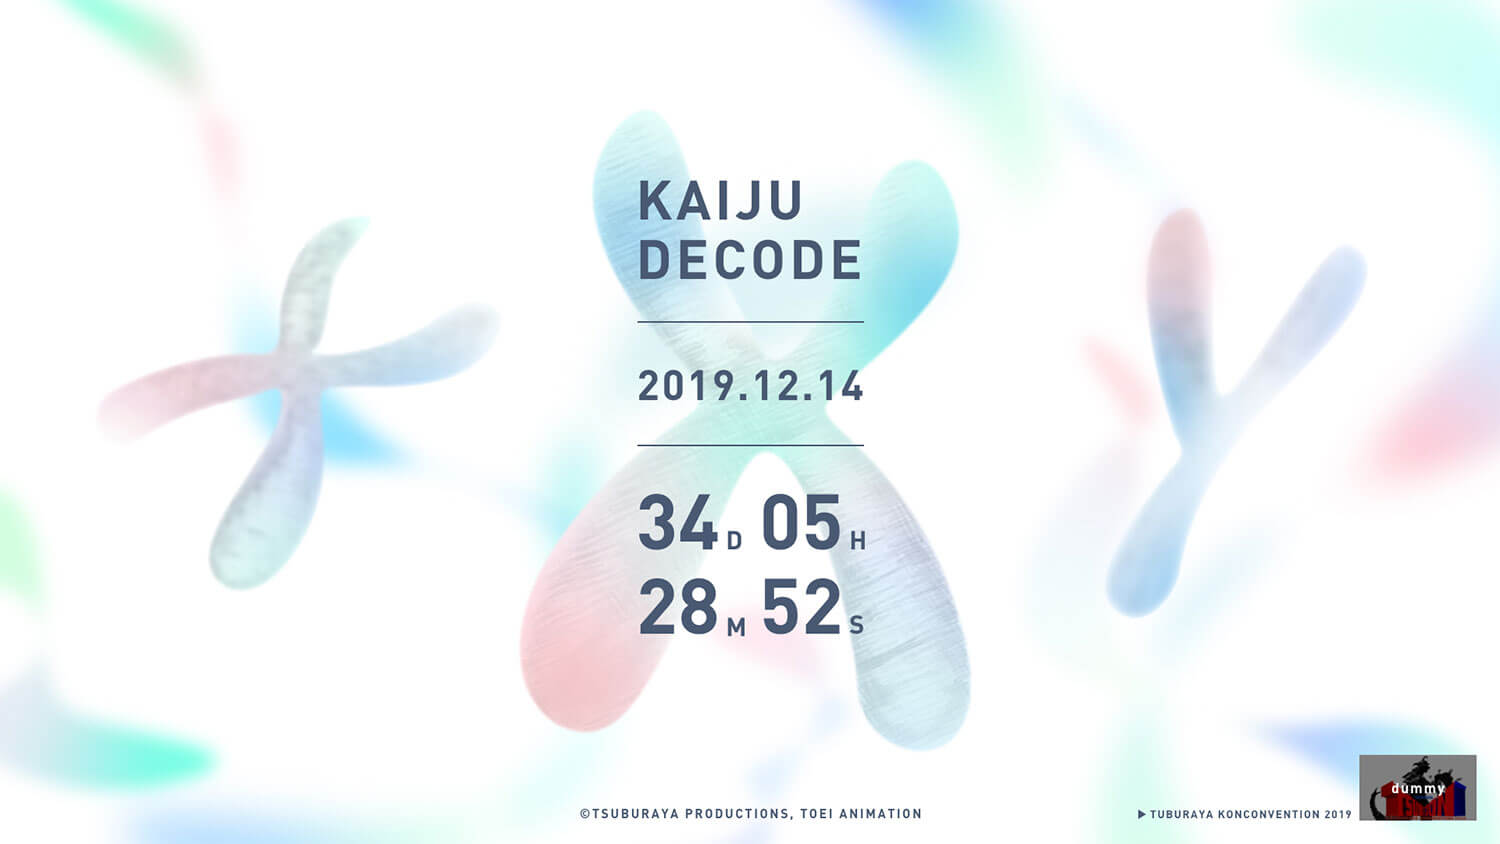 KAIJU
DECODE
2019.12.14
34D 05H
28M 52S
©TSUBURAYA PRODUCTIONS, TOEI ANIMATION
▶ TUBURAYA KONCONVENTION 2019
dummy